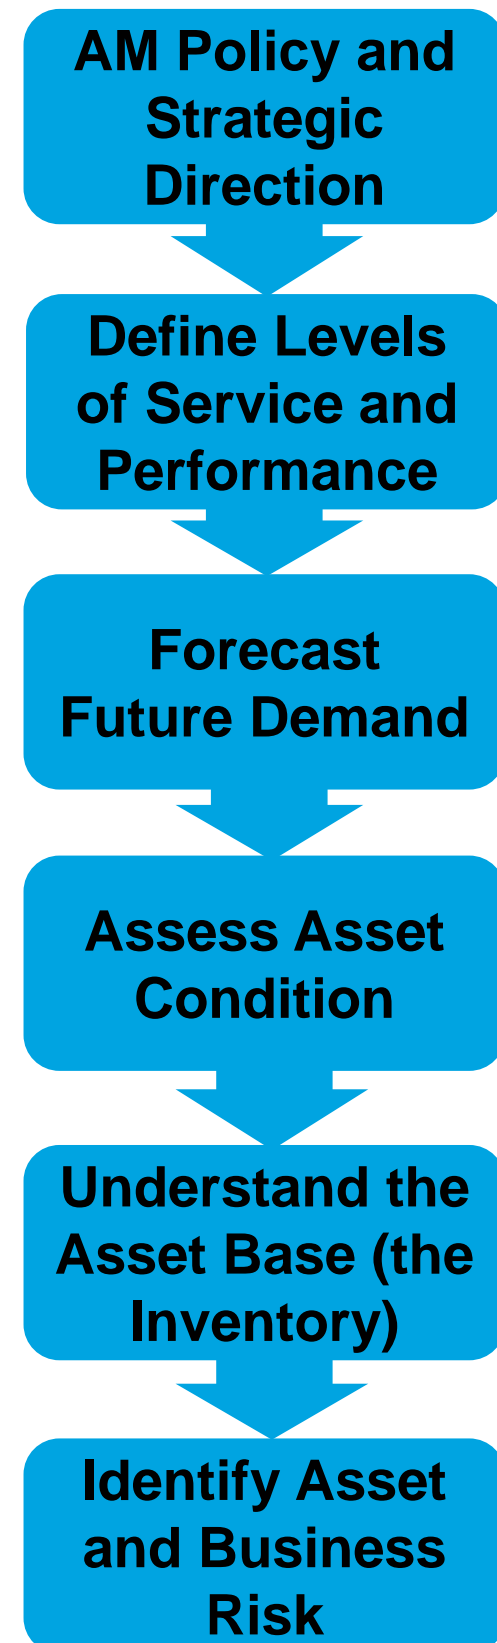 AM Policy and
Strategic
Direction
Define Levels
of Service and
Performance
Forecast
Future Demand
Assess Asset
Condition
Understand the
Asset Base (the
Inventory)
Identify Asset
and Business
Risk